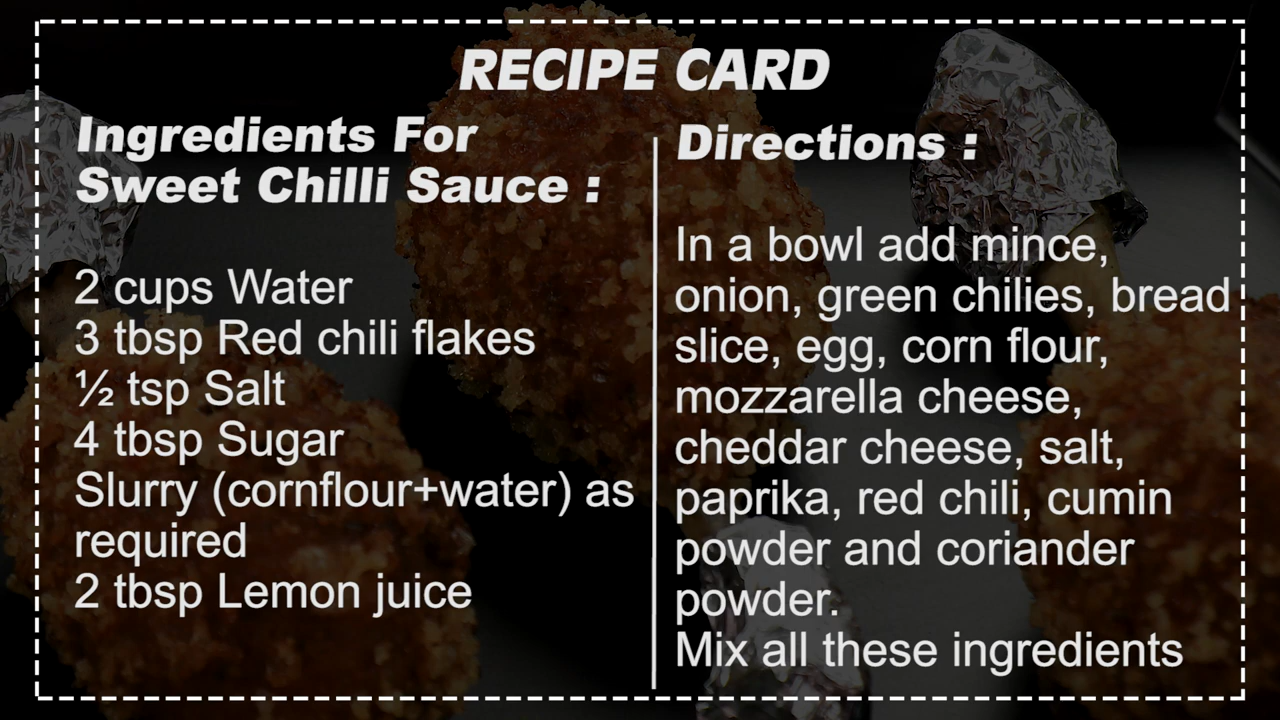 RECIPE CARD
Ingredients For
Sweet Chilli Sauce :
2 cups Water
3 tbsp Red chili flakes
½ tsp Salt
4 tbsp Sugar
Slurry (cornflour+water) as
required
2 tbsp Lemon juice
Directions :
In a bowl add mince,
onion, green chilies, bread
slice, egg, corn flour,
mozzarella cheese,
cheddar cheese, salt,
paprika, red chili, cumin
powder and coriander
powder.
Mix all these ingredients